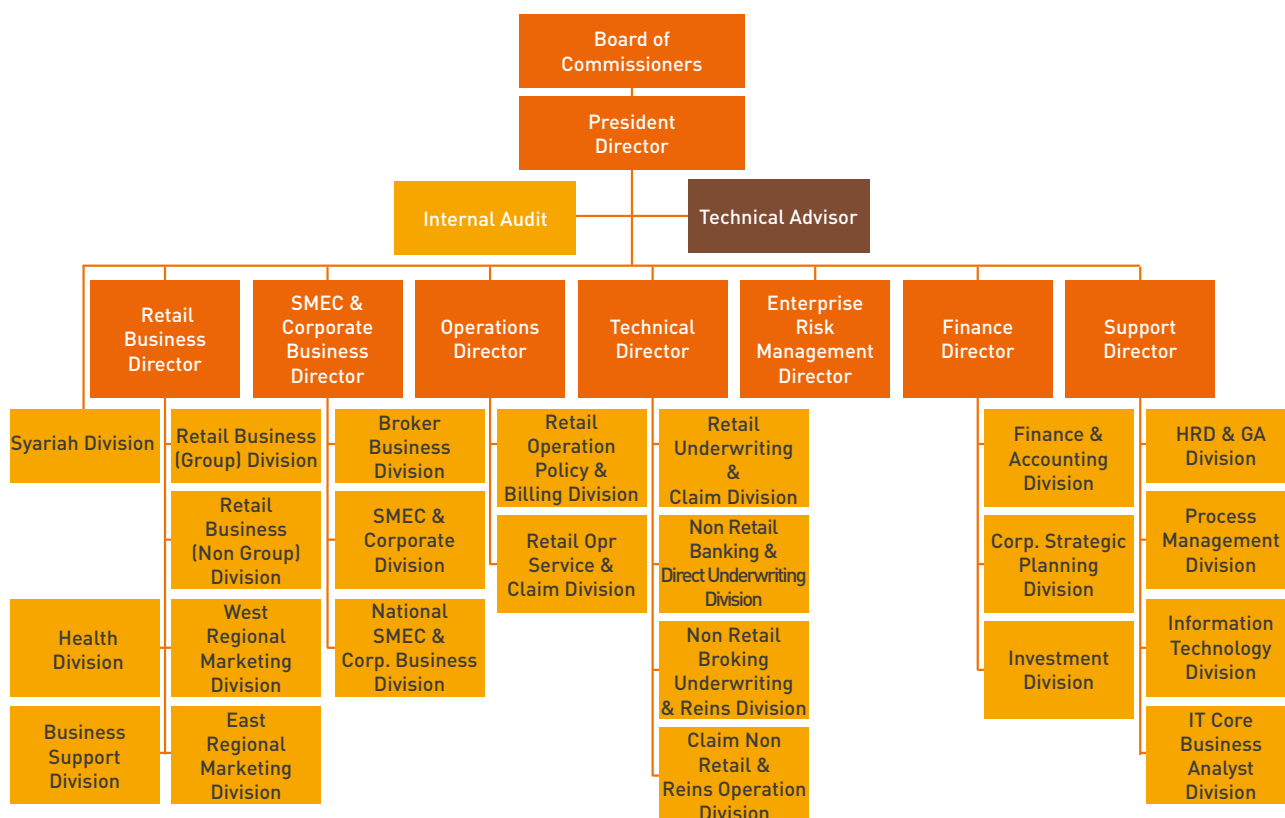 Board of
Commissioners
President
Director
Internal Audit
Technical Advisor
Retail
Business
Director
SMEC &
Corporate
Business
Director
Operations
Director
Technical
Director
Enterprise
Risk
Management
Director
Finance
Director
Support
Director
Syariah Division
Retail Business
(Group) Division
Broker
Business
Division
Retail
Operation
Policy &
Billing Division
Retail
Underwriting
&
Claim Division
Finance &
Accounting
Division
HRD & GA
Division
Retail
Business
(Non Group)
Division
SMEC &
Corporate
Division
Retail Opr
Service &
Claim Division
Non Retail
Banking &
Direct Underwriting
Division
Corp. Strategic
Planning
Division
Process
Management
Division
Health
Division
West
Regional
Marketing
Division
National
SMEC &
Corp. Business
Division
Non Retail
Broking
Underwriting
& Reins Division
Investment
Division
Information
Technology
Division
Business
Support
Division
East
Regional
Marketing
Division
Claim Non
Retail &
Reins Operation
Division
IT Core
Business
Analyst
Division